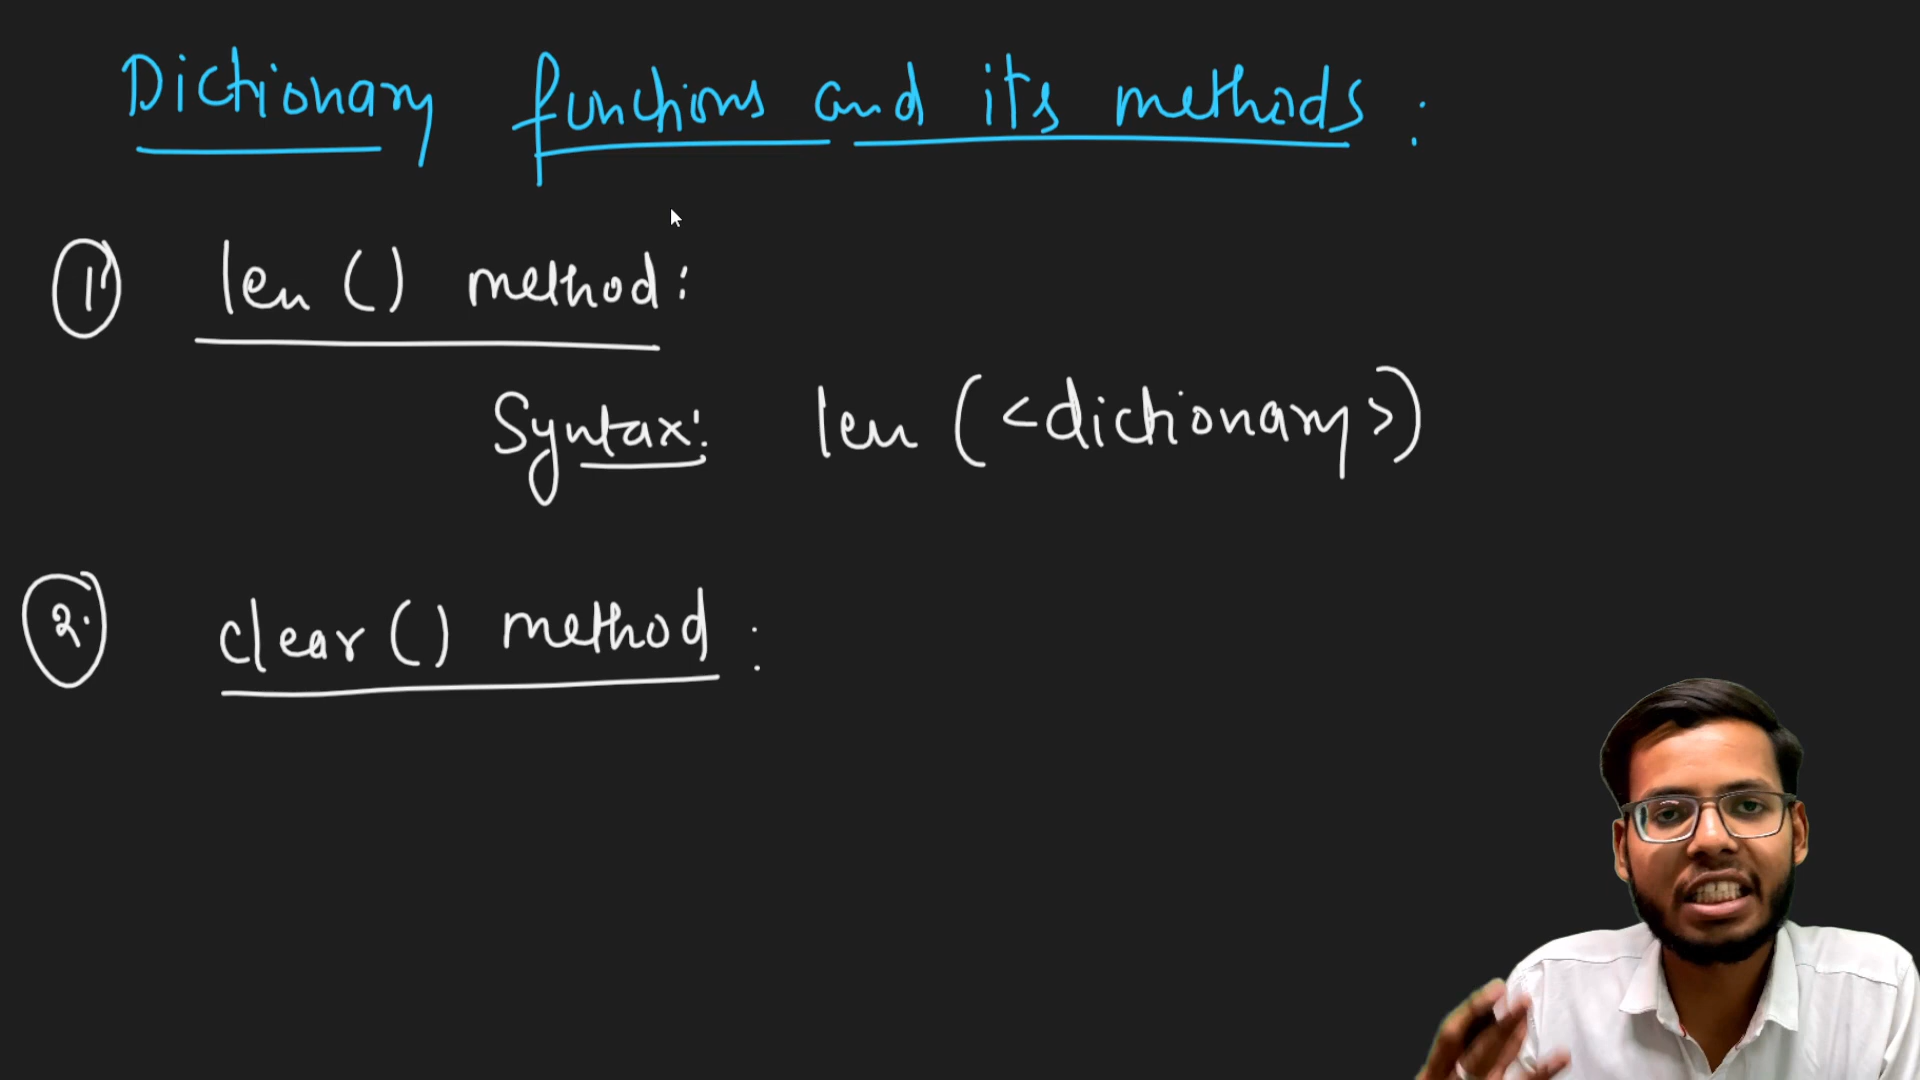 Dictionary functions and its methods :
1. len () method :
Syntax: len (<dictionary>)
2. clear () method :